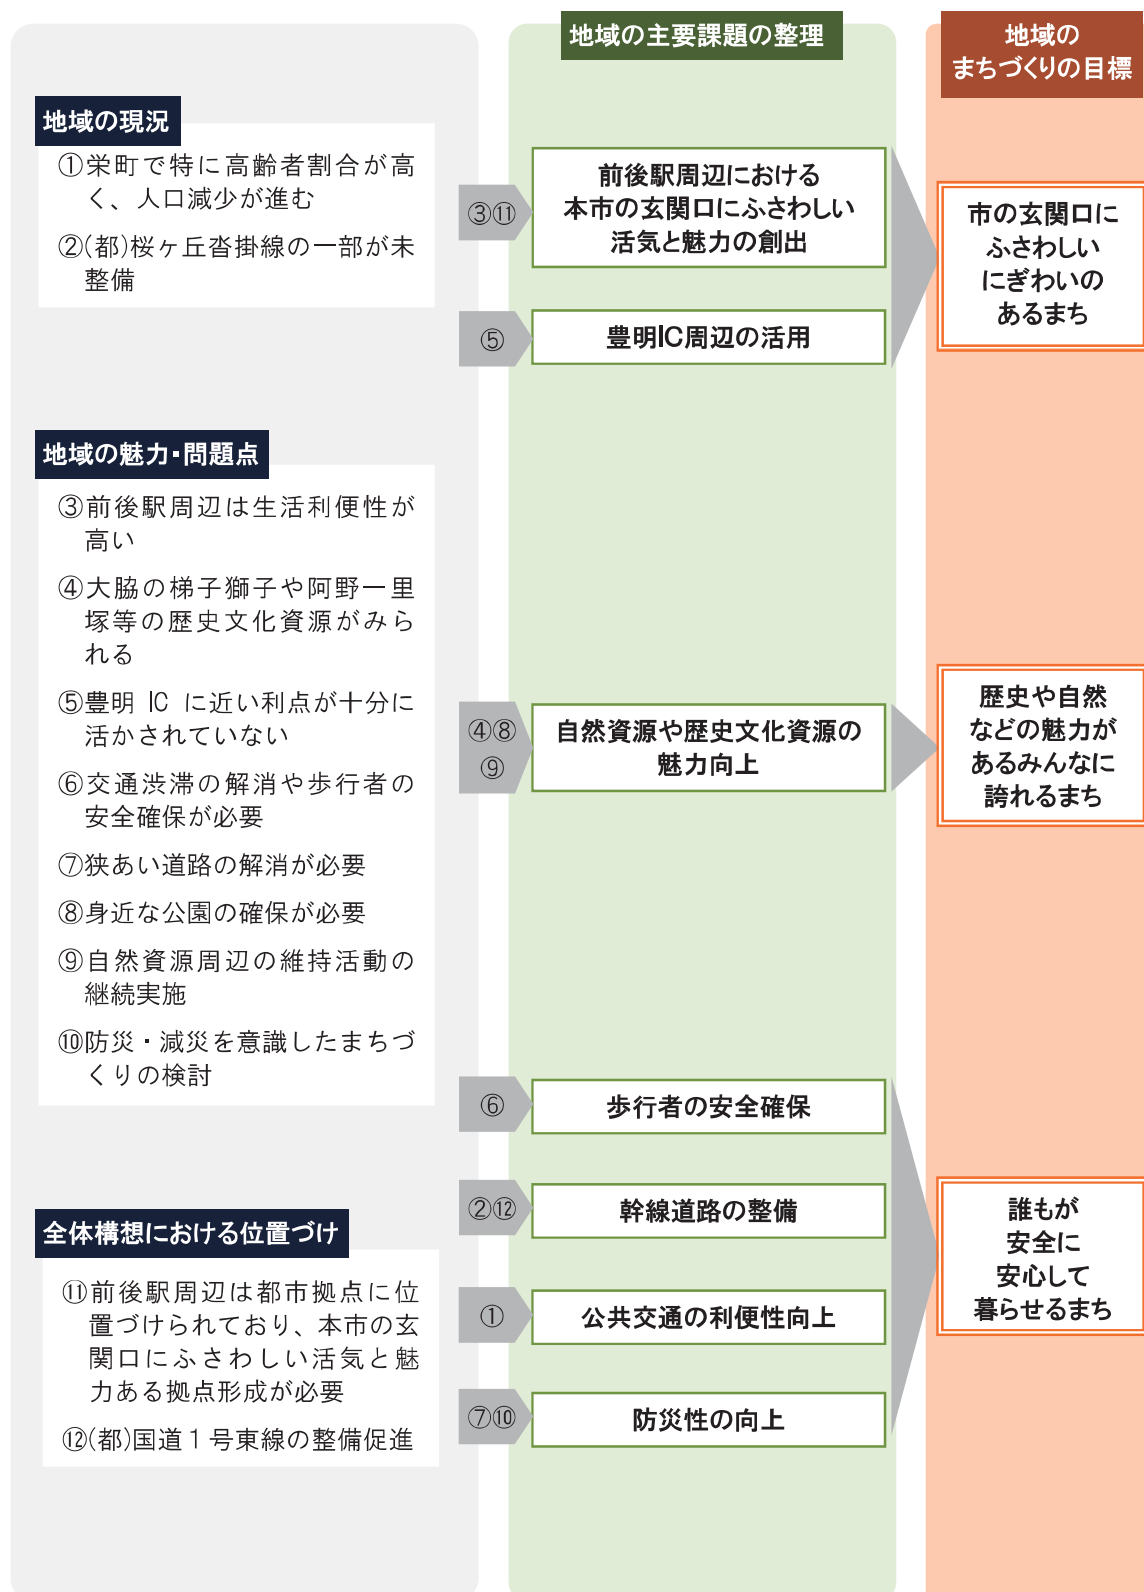 地域の主要課題の整理
地域の
まちづくりの目標
地域の現況
①栄町で特に高齢者割合が高
く、人口減少が進む
②(都)桜ヶ丘沓掛線の一部が未
整備
地域の魅力・問題点
③前後駅周辺は生活利便性が
高い
④大脇の梯子獅子や阿野一里
塚等の歴史文化資源がみら
れる
⑤豊明 IC に近い利点が十分に
活かされていない
⑥交通渋滞の解消や歩行者の
安全確保が必要
⑦狭あい道路の解消が必要
⑧身近な公園の確保が必要
⑨自然資源周辺の維持活動の
継続実施
⑩防災・減災を意識したまちづ
くりの検討
全体構想における位置づけ
⑪前後駅周辺は都市拠点に位
置づけられており、本市の玄
関口にふさわしい活気と魅
力ある拠点形成が必要
⑫(都)国道1号東線の整備促進
③⑪
前後駅周辺における
本市の玄関口にふさわしい
活気と魅力の創出
⑤
豊明IC周辺の活用
④⑧
⑨
自然資源や歴史文化資源の
魅力向上
⑥
歩行者の安全確保
②⑫
幹線道路の整備
①
公共交通の利便性向上
⑦⑩
防災性の向上
市の玄関口に
ふさわしい
にぎわいの
あるまち
歴史や自然
などの魅力が
あるみんなに
誇れるまち
誰もが
安全に
安心して
暮らせるまち